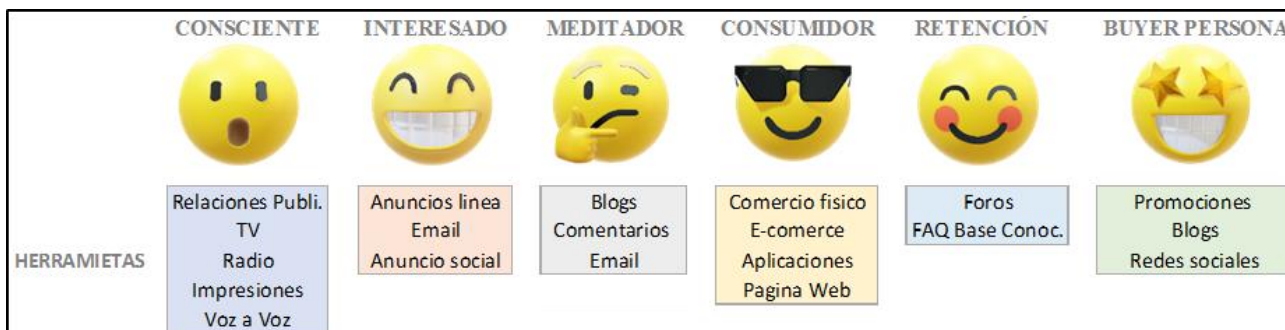 CONSCIENTE INTERESADO MEDITADOR CONSUMIDOR RETENCIÓN BUYER PERSONA
HERRAMIETAS
Relaciones Publi.
TV
Radio
Impresiones
Voz a Voz
Anuncios linea
Email
Anuncio social
Blogs
Comentarios
Email
Comercio fisico
E-comerce
Aplicaciones
Pagina Web
Foros
FAQ Base Conoc.
Promociones
Blogs
Redes sociales